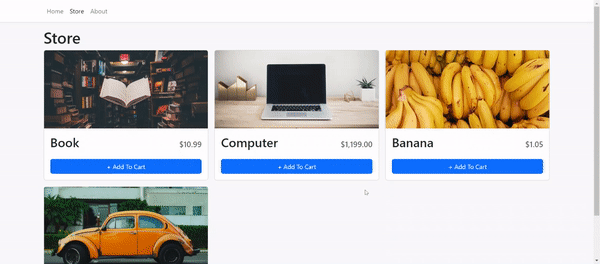 Home Store About
Store
Book $10.99
+ Add To Cart
Computer $1,199.00
+ Add To Cart
Banana $1.05
+ Add To Cart